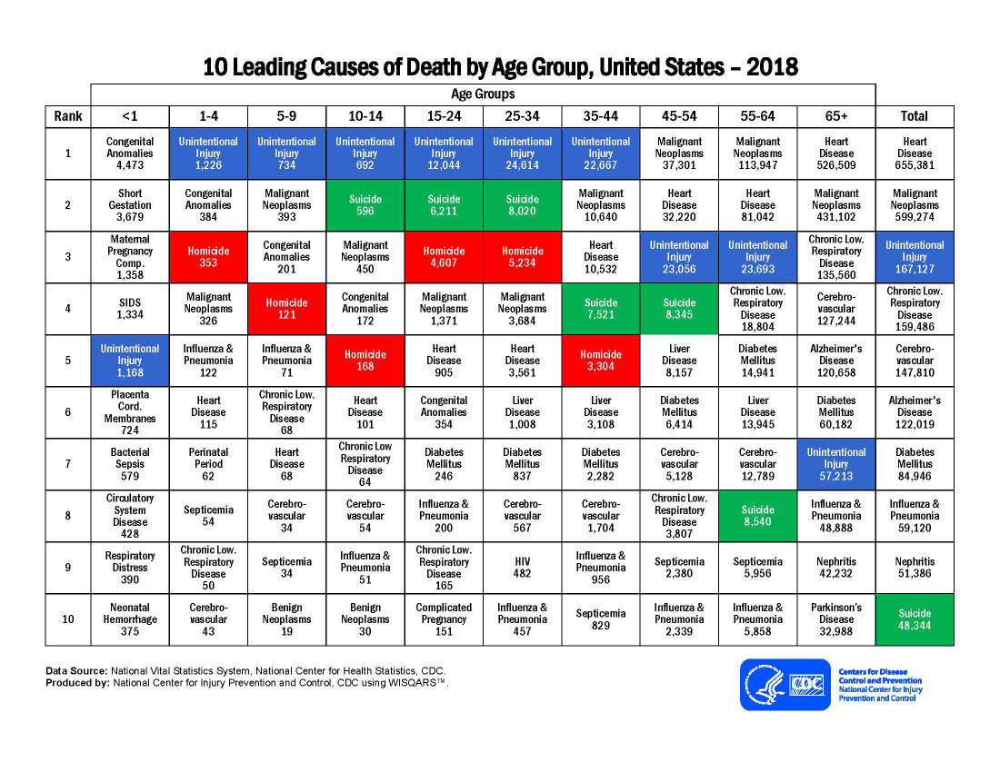 10 Leading Causes of Death by Age Group, United States – 2018
Age Groups
Rank <1 1-4 5-9 10-14 15-24 25-34 35-44 45-54 55-64 65+ Total
1
Congenital Anomalies 4,473
Unintentional Injury 1,226
Unintentional Injury 734
Unintentional Injury 692
Unintentional Injury 12,044
Unintentional Injury 24,614
Unintentional Injury 22,667
Malignant Neoplasms 37,301
Malignant Neoplasms 113,947
Heart Disease 526,509
Heart Disease 655,381
2
Short Gestation 3,679
Congenital Anomalies 384
Malignant Neoplasms 393
Suicide 596
Suicide 6,211
Suicide 8,020
Malignant Neoplasms 10,640
Heart Disease 32,220
Heart Disease 81,042
Malignant Neoplasms 431,102
Malignant Neoplasms 599,274
3
Maternal Pregnancy Comp. 1,358
Homicide 353
Congenital Anomalies 201
Malignant Neoplasms 450
Homicide 4,607
Homicide 5,234
Heart Disease 10,532
Unintentional Injury 23,056
Unintentional Injury 23,693
Chronic Low. Respiratory Disease 135,560
Unintentional Injury 167,127
4
SIDS 1,334
Malignant Neoplasms 326
Homicide 121
Congenital Anomalies 172
Malignant Neoplasms 1,371
Malignant Neoplasms 3,684
Suicide 7,521
Suicide 8,345
Chronic Low. Respiratory Disease 18,804
Cerebro-vascular 127,244
Chronic Low. Respiratory Disease 159,486
5
Unintentional Injury 1,168
Influenza & Pneumonia 122
Influenza & Pneumonia 71
Homicide 168
Heart Disease 905
Heart Disease 3,561
Homicide 3,304
Liver Disease 8,157
Diabetes Mellitus 14,941
Alzheimer's Disease 120,658
Cerebro-vascular 147,810
6
Placenta Cord. Membranes 724
Heart Disease 115
Chronic Low. Respiratory Disease 68
Heart Disease 101
Congenital Anomalies 354
Liver Disease 1,008
Liver Disease 3,108
Diabetes Mellitus 6,414
Liver Disease 13,945
Diabetes Mellitus 60,182
Alzheimer's Disease 122,019
7
Bacterial Sepsis 579
Perinatal Period 62
Heart Disease 68
Chronic Low Respiratory Disease 64
Diabetes Mellitus 246
Diabetes Mellitus 837
Diabetes Mellitus 2,282
Cerebro-vascular 5,128
Cerebro-vascular 12,789
Unintentional Injury 57,213
Diabetes Mellitus 84,946
8
Circulatory System Disease 428
Septicemia 54
Cerebro-vascular 34
Cerebro-vascular 54
Influenza & Pneumonia 200
Cerebro-vascular 567
Cerebro-vascular 1,704
Chronic Low. Respiratory Disease 3,807
Suicide 8,540
Influenza & Pneumonia 48,888
Influenza & Pneumonia 59,120
9
Respiratory Distress 390
Chronic Low. Respiratory Disease 50
Septicemia 34
Influenza & Pneumonia 51
Chronic Low. Respiratory Disease 165
HIV 482
Influenza & Pneumonia 956
Septicemia 2,380
Septicemia 5,956
Nephritis 42,232
Nephritis 51,386
10
Neonatal Hemorrhage 375
Cerebro-vascular 43
Benign Neoplasms 19
Benign Neoplasms 30
Complicated Pregnancy 151
Influenza & Pneumonia 457
Septicemia 829
Influenza & Pneumonia 2,339
Influenza & Pneumonia 5,858
Parkinson's Disease 32,988
Suicide 48,344
Data Source: National Vital Statistics System, National Center for Health Statistics, CDC.
Produced by: National Center for Injury Prevention and Control, CDC using WISQARS™.
CDC
Centers for Disease
Control and Prevention
National Center for Injury
Prevention and Control